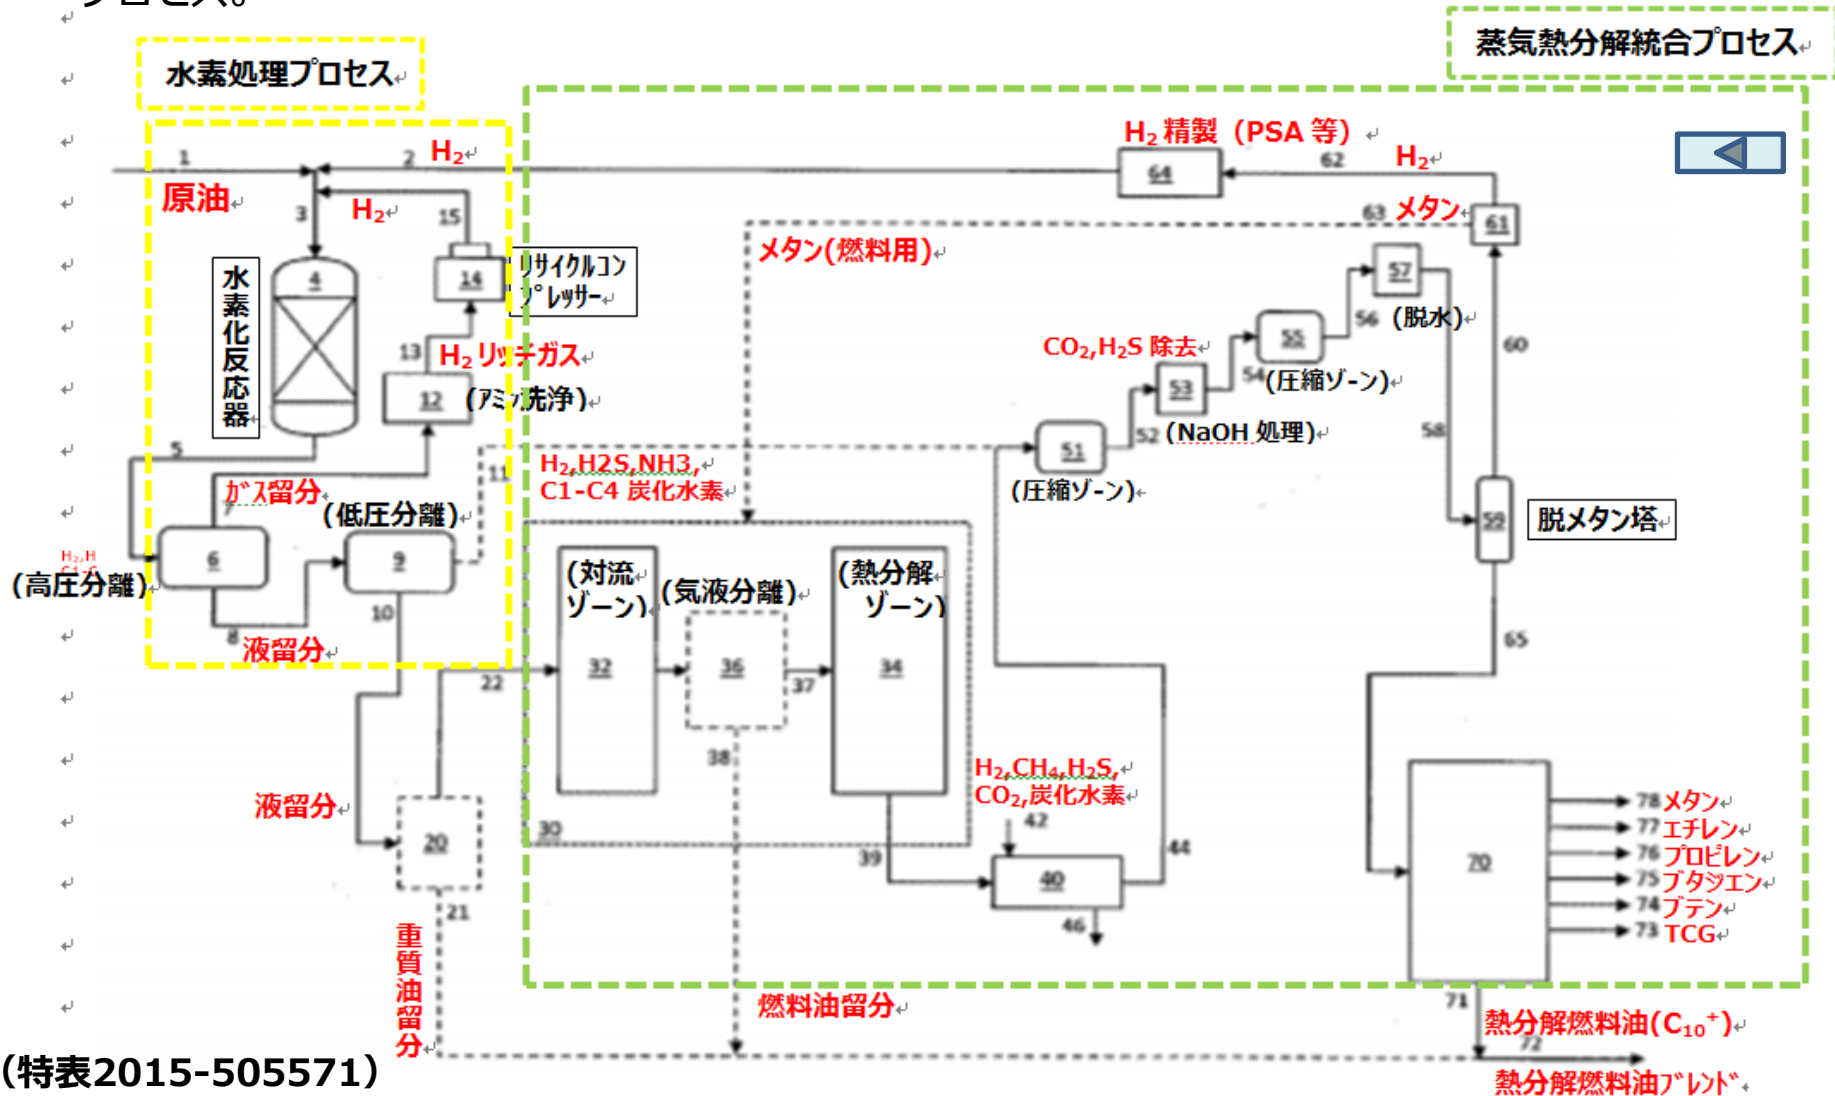 プロセス。
水素処理プロセス
蒸気熱分解統合プロセス
1
原油
2
H₂
3
H₂
15
H₂ 精製（PSA 等）
64
62
H₂
63 メタン
61
メタン(燃料用)
水素化反応器
4
14
リサイクルコン
プレッサー
57
56
(脱水)
60
13
H₂リッチガス
12
(アミン洗浄)
CO₂,H₂S 除去
55
54
(圧縮ゾーン)
53
52
(NaOH 処理)
58
51
(圧縮ゾーン)
5
11
H₂,H2S,NH3,
C1-C4 炭化水素
7
ガス留分
(低圧分離)
59
脱メタン塔
6
9
H₂,H
(高圧分離)
8
液留分
10
(対流
ゾーン)
(気液分離)
(熱分解
ゾーン)
32
36
37
34
22
65
38
液留分
20
21
30
39
H₂,CH₄,H₂S,
CO₂,炭化水素
42
40
44
46
70
78 メタン
77 エチレン
76 プロピレン
75 ブタジエン
74 ブテン
73 TCG
重質油留分
燃料油留分
71
熱分解燃料油(C₁₀⁺)
72
熱分解燃料油ブレンド
(特表2015-505571)